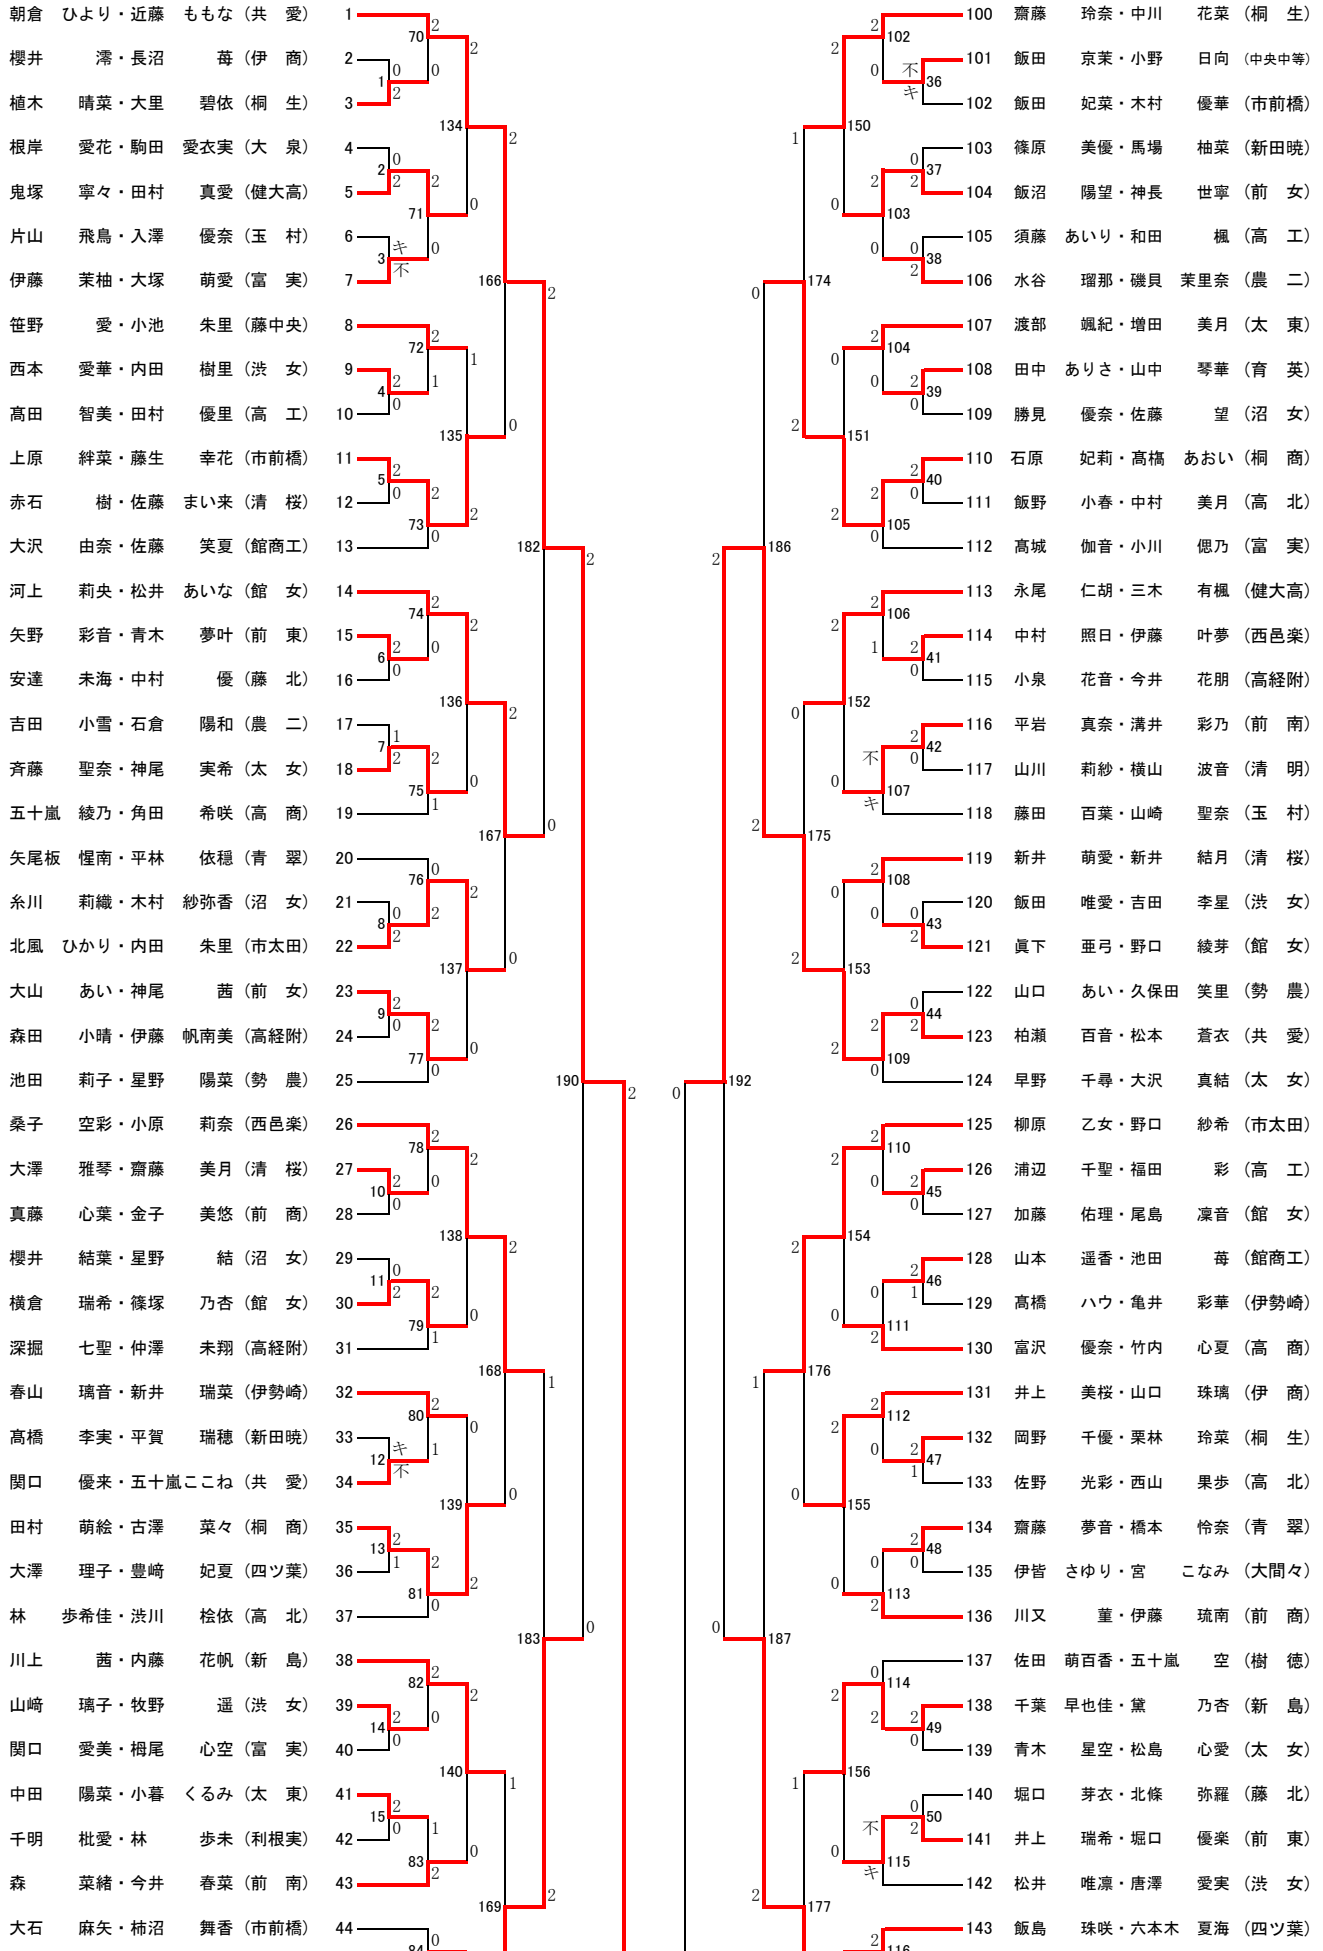 朝倉 ひより・近藤 ももな（共 愛） 1
櫻井 澪・長沼 苺（伊 商） 2
植木 晴菜・大里 碧依（桐 生） 3
根岸 愛花・駒田 愛衣実（大 泉） 4
鬼塚 寧々・田村 真愛（健大高） 5
片山 飛鳥・入澤 優奈（玉 村） 6
伊藤 茉柚・大塚 萌愛（富 実） 7
笹野 愛・小池 朱里（藤中央） 8
西本 愛華・内田 樹里（渋 女） 9
髙田 智美・田村 優里（高 工） 10
上原 絆菜・藤生 幸花（市前橋） 11
赤石 樹・佐藤 まい来（清 桜） 12
大沢 由奈・佐藤 笑夏（館商工） 13
河上 莉央・松井 あいな（館 女） 14
矢野 彩音・青木 夢叶（前 東） 15
安達 未海・中村 優（藤 北） 16
吉田 小雪・石倉 陽和（農 二） 17
斉藤 聖奈・神尾 実希（太 女） 18
五十嵐 綾乃・角田 希咲（高 商） 19
矢尾板 惺南・平林 依穏（青 翠） 20
糸川 莉織・木村 紗弥香（沼 女） 21
北風 ひかり・内田 朱里（市太田） 22
大山 あい・神尾 茜（前 女） 23
森田 小晴・伊藤 帆南美（高経附） 24
池田 莉子・星野 陽菜（勢 農） 25
桑子 空彩・小原 莉奈（西邑楽） 26
大澤 雅琴・齋藤 美月（清 桜） 27
真藤 心葉・金子 美悠（前 商） 28
櫻井 結葉・星野 結（沼 女） 29
横倉 瑞希・篠塚 乃杏（館 女） 30
深掘 七聖・仲澤 未翔（高経附） 31
春山 璃音・新井 瑞菜（伊勢崎） 32
髙橋 李実・平賀 瑞穂（新田暁） 33
関口 優来・五十嵐ここね（共 愛） 34
田村 萌絵・古澤 菜々（桐 商） 35
大澤 理子・豊﨑 妃夏（四ツ葉） 36
林 歩希佳・渋川 桧依（高 北） 37
川上 茜・内藤 花帆（新 島） 38
山﨑 璃子・牧野 遥（渋 女） 39
関口 愛美・栂尾 心空（富 実） 40
中田 陽菜・小暮 くるみ（太 東） 41
千明 枇愛・林 歩未（利根実） 42
森 菜緒・今井 春菜（前 南） 43
大石 麻矢・柿沼 舞香（市前橋） 44
100 齋藤 玲奈・中川 花菜（桐 生）
101 飯田 京茉・小野 日向（中央中等）
102 飯田 妃菜・木村 優華（市前橋）
103 篠原 美優・馬場 柚菜（新田暁）
104 飯沼 陽望・神長 世寧（前 女）
105 須藤 あいり・和田 楓（高 工）
106 水谷 瑠那・磯貝 茉里奈（農 二）
107 渡部 颯紀・増田 美月（太 東）
108 田中 ありさ・山中 琴華（育 英）
109 勝見 優奈・佐藤 望（沼 女）
110 石原 妃莉・髙槗 あおい（桐 商）
111 飯野 小春・中村 美月（高 北）
112 髙城 伽音・小川 偲乃（富 実）
113 永尾 仁胡・三木 有楓（健大高）
114 中村 照日・伊藤 叶夢（西邑楽）
115 小泉 花音・今井 花朋（高経附）
116 平岩 真奈・溝井 彩乃（前 南）
117 山川 莉紗・横山 波音（清 明）
118 藤田 百葉・山崎 聖奈（玉 村）
119 新井 萌愛・新井 結月（清 桜）
120 飯田 唯愛・吉田 李星（渋 女）
121 眞下 亜弓・野口 綾芽（館 女）
122 山口 あい・久保田 笑里（勢 農）
123 柏瀬 百音・松本 蒼衣（共 愛）
124 早野 千尋・大沢 真結（太 女）
125 柳原 乙女・野口 紗希（市太田）
126 浦辺 千聖・福田 彩（高 工）
127 加藤 佑理・尾島 凜音（館 女）
128 山本 遥香・池田 苺（館商工）
129 髙橋 ハウ・亀井 彩華（伊勢崎）
130 富沢 優奈・竹内 心夏（高 商）
131 井上 美桜・山口 珠璃（伊 商）
132 岡野 千優・栗林 玲菜（桐 生）
133 佐野 光彩・西山 果歩（高 北）
134 齋藤 夢音・橋本 怜奈（青 翠）
135 伊皆 さゆり・宮 こなみ（大間々）
136 川又 菫・伊藤 琉南（前 商）
137 佐田 萌百香・五十嵐 空（樹 徳）
138 千葉 早也佳・黛 乃杏（新 島）
139 青木 星空・松島 心愛（太 女）
140 堀口 芽衣・北條 弥羅（藤 北）
141 井上 瑞希・堀口 優楽（前 東）
142 松井 唯凛・唐澤 愛実（渋 女）
143 飯島 珠咲・六本木 夏海（四ツ葉）